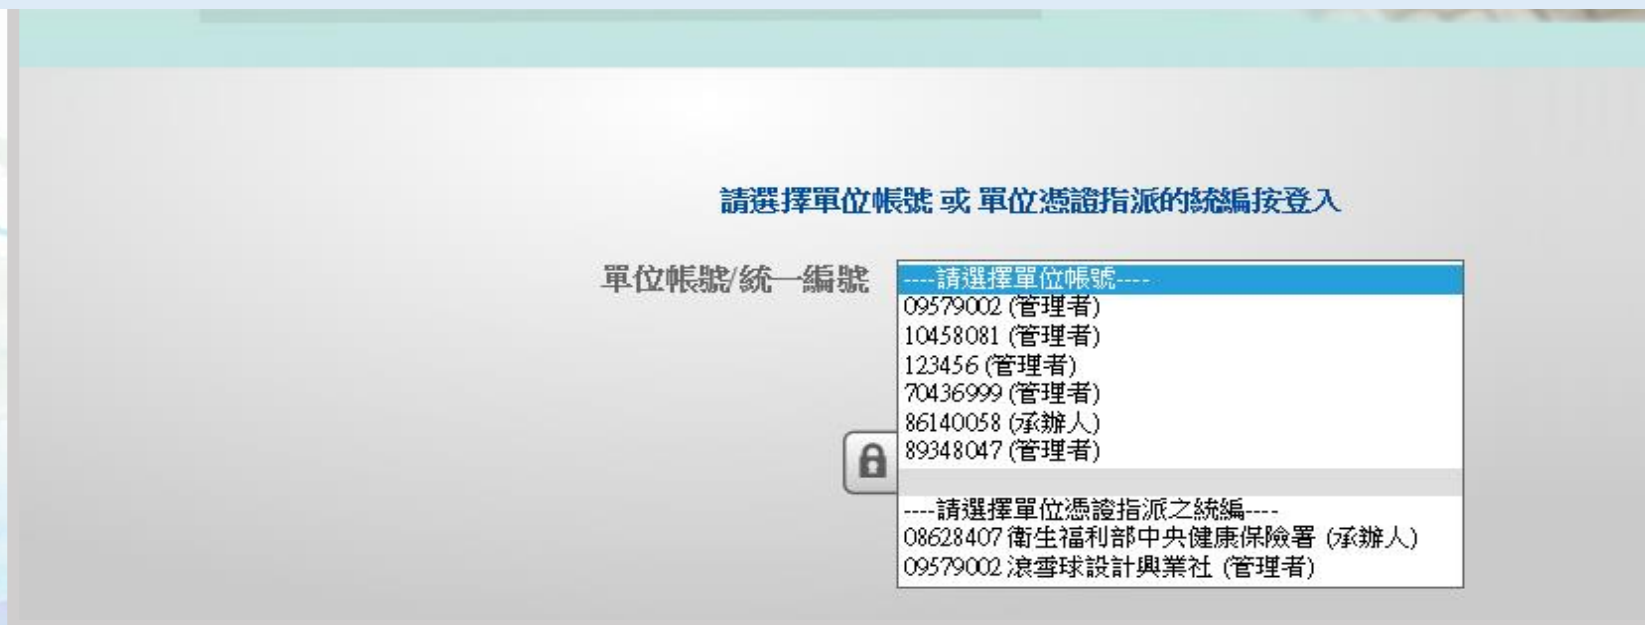 請選擇單位帳號 或 單位憑證指派的統編按登入
單位帳號/統一編號
----請選擇單位帳號----
09579002 (管理者)
10458081 (管理者)
123456 (管理者)
70436999 (管理者)
86140058 (承辦人)
89348047 (管理者)
----請選擇單位憑證指派之統編----
08628407 衛生福利部中央健康保險署 (承辦人)
09579002 滾雪球設計興業社 (管理者)